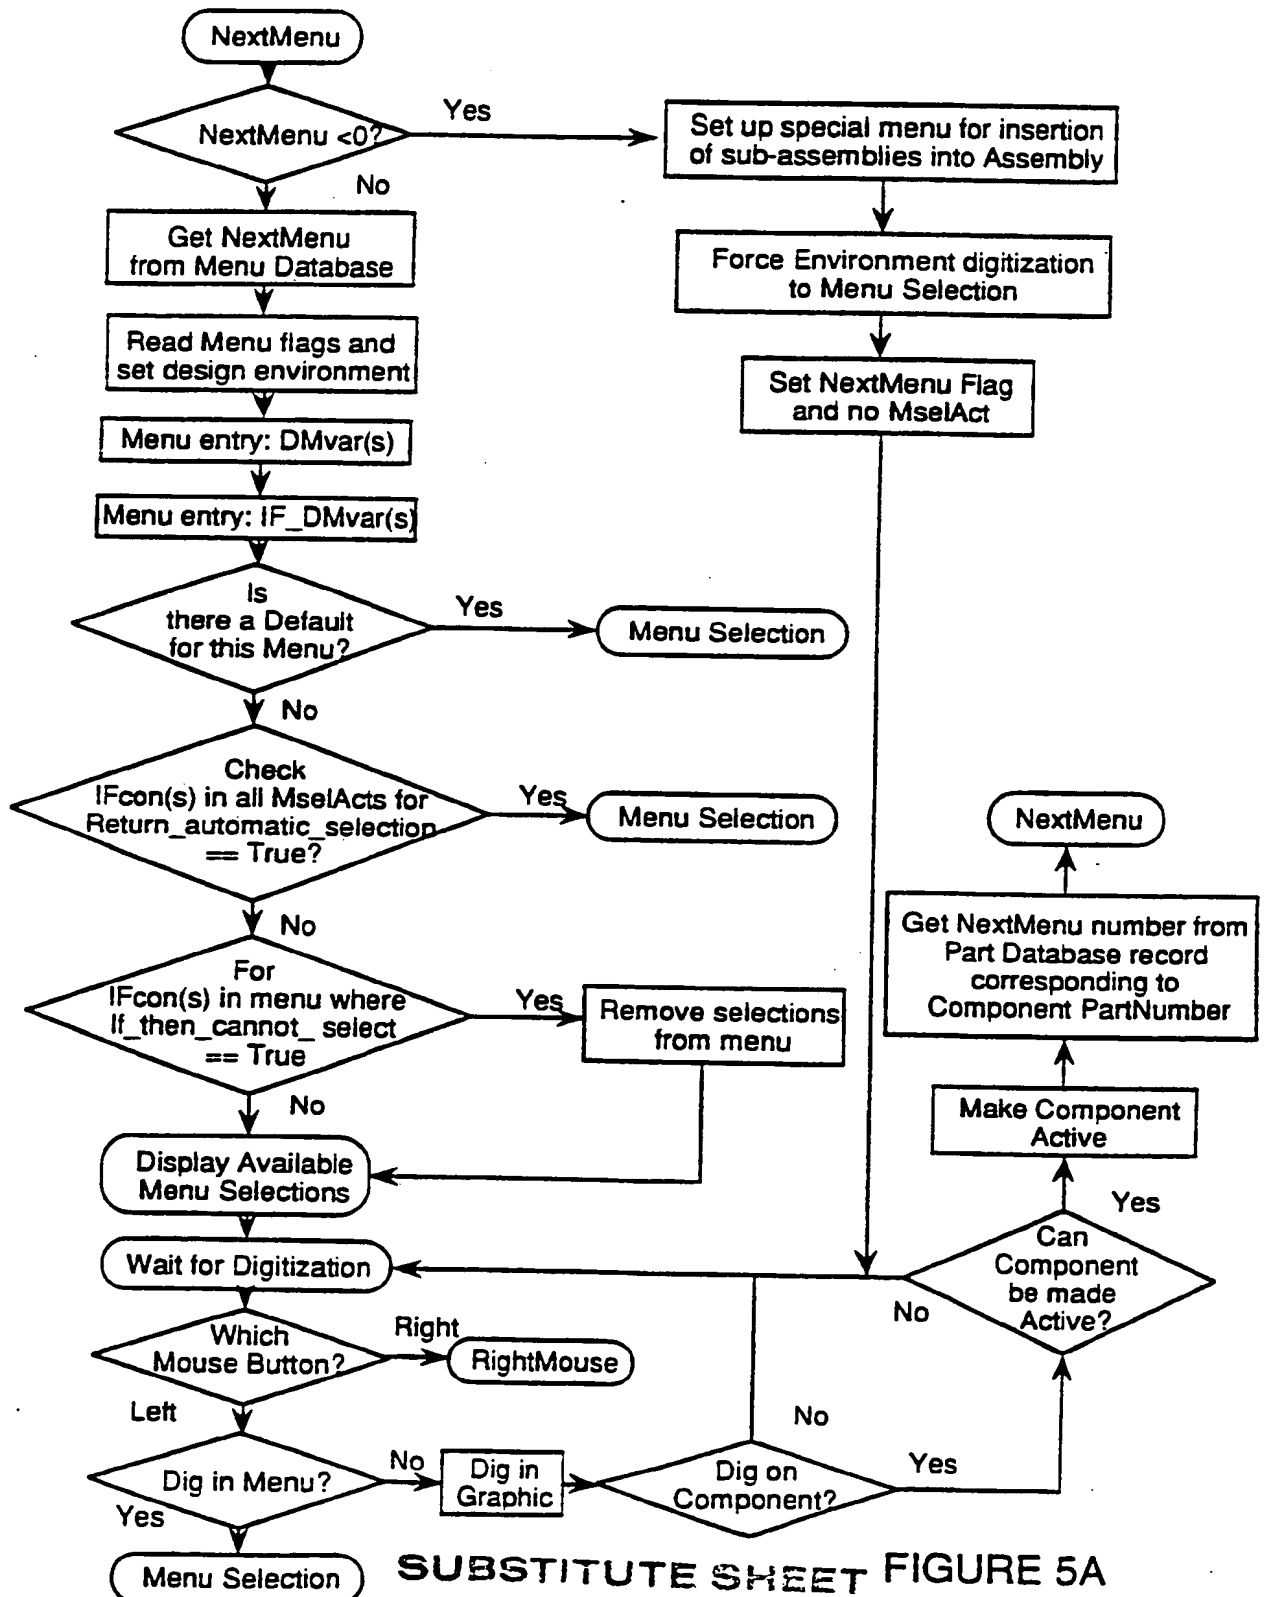 NextMenu
NextMenu <0?
Yes
No
Set up special menu for insertion
of sub-assemblies into Assembly
Get NextMenu
from Menu Database
Force Environment digitization
to Menu Selection
Read Menu flags and
set design environment
Set NextMenu Flag
and no MselAct
Menu entry: DMvar(s)
Menu entry: IF_DMvar(s)
Is
there a Default
for this Menu?
Yes
Menu Selection
No
Check
IFcon(s) in all MselActs for
Return_automatic_selection
== True?
Yes
Menu Selection
No
For
IFcon(s) in menu where
If_then_cannot_ select
== True
Yes
Remove selections
from menu
No
Display Available
Menu Selections
Wait for Digitization
Which
Mouse Button?
Right
RightMouse
Left
Dig in Menu?
No
Dig in
Graphic
Dig on
Component?
No
Yes
Yes
Menu Selection
NextMenu
Get NextMenu number from
Part Database record
corresponding to
Component PartNumber
Make Component
Active
Yes
Can
Component
be made
Active?
No
SUBSTITUTE SHEET FIGURE 5A